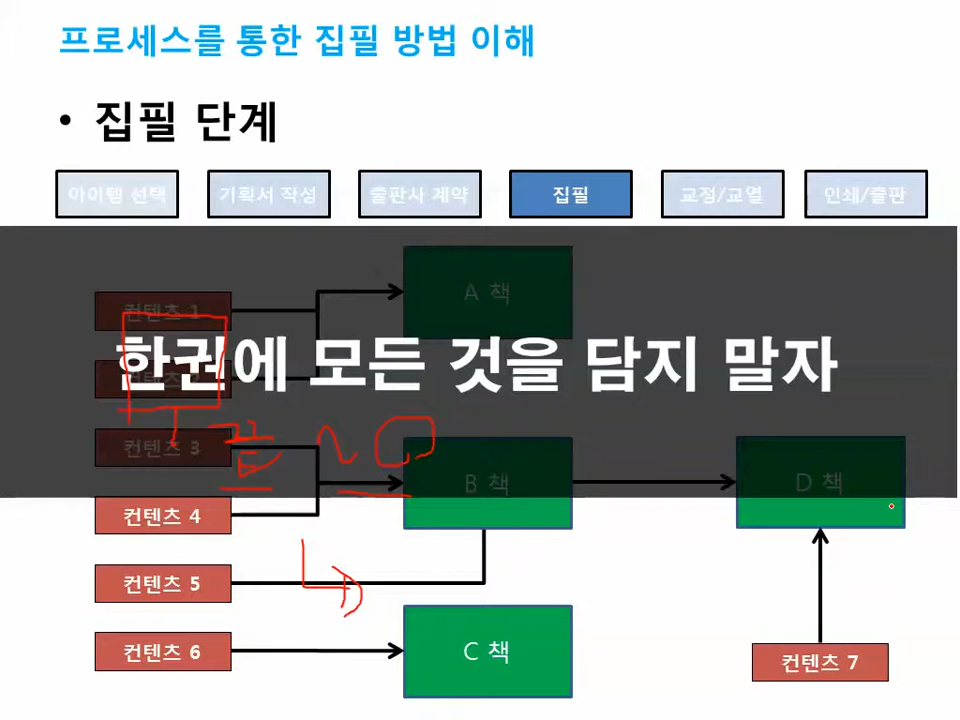 프로세스를 통한 집필 방법 이해
• 집필 단계
아이템 선택 기획서 작성 출판사 계약 집필 교정/교열 인쇄/출판
A 책
컨텐츠 1
한권에 모든 것을 담지 말자
컨텐츠 2
컨텐츠 3
B 책
D 책
컨텐츠 4
컨텐츠 5
컨텐츠 6
C 책
컨텐츠 7